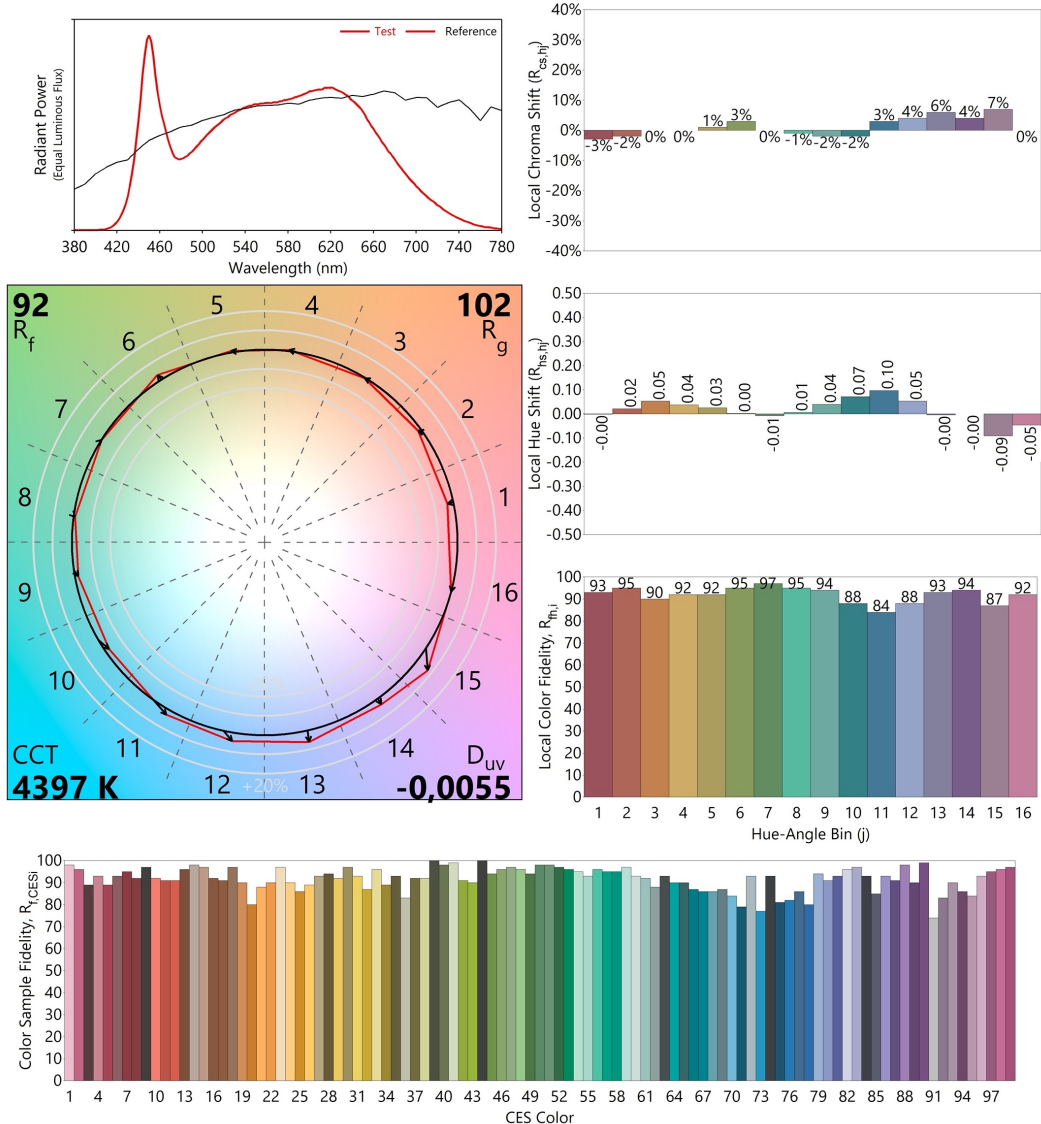 Test Reference
Radiant Power
(Equal Luminous Flux)
380 420 460 500 540 580 620 660 700 740 780
Wavelength (nm)
Local Chroma Shift (Rcs,hj)
40%
30%
20%
10%
0%
-10%
-20%
-30%
-40%
-3% -2% 0% 0% 1% 3% 0% -1% -2% -2% 3% 4% 6% 4% 7% 0%
92
Rf
102
Rg
CCT
4397 K
Duv
-0,0055
+20%
1
2
3
4
5
6
7
8
9
10
11
12
13
14
15
16
Local Hue Shift (Rhs,hj)
0.50
0.40
0.30
0.20
0.10
0.00
-0.10
-0.20
-0.30
-0.40
-0.50
-0.00 0.02 0.05 0.04 0.03 0.00 -0.01 0.01 0.04 0.07 0.10 0.05 -0.00 -0.00 -0.09 -0.05
Local Color Fidelity, Rfh,i
100
90
80
70
60
50
40
30
20
10
0
93 95 90 92 92 95 97 95 94 88 84 88 93 94 87 92
1 2 3 4 5 6 7 8 9 10 11 12 13 14 15 16
Hue-Angle Bin (j)
Color Sample Fidelity, Rf,CESi
100
90
80
70
60
50
40
30
20
10
0
1 4 7 10 13 16 19 22 25 28 31 34 37 40 43 46 49 52 55 58 61 64 67 70 73 76 79 82 85 88 91 94 97
CES Color